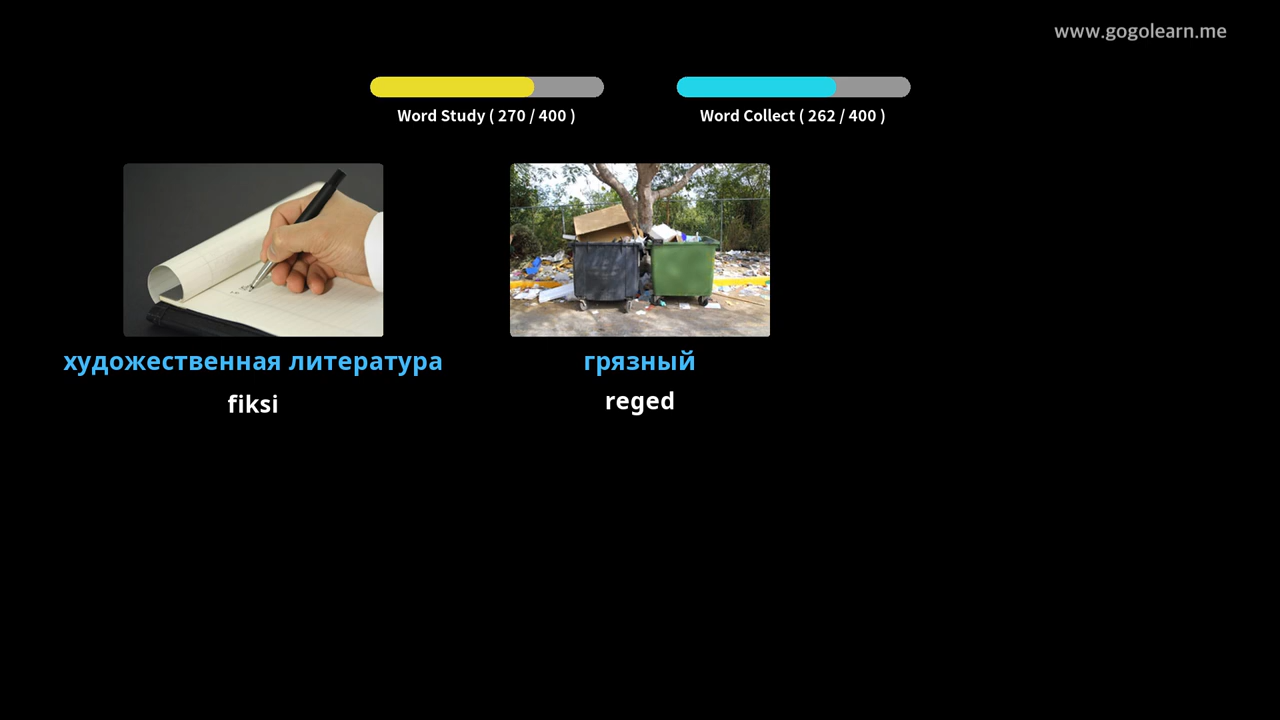 www.gogolearn.me
Word Study ( 270 / 400 )
Word Collect ( 262 / 400 )
художественная литература
fiksi
грязный
reged